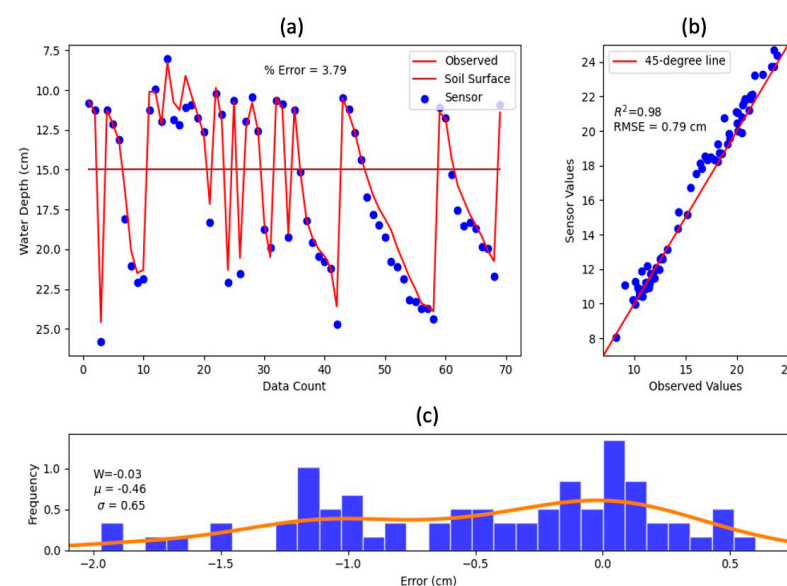 (a)
7.5
10.0
12.5
15.0
17.5
20.0
22.5
25.0
Water Depth (cm)
% Error = 3.79
Observed
Soil Surface
Sensor
0
10
20
30
40
50
60
70
Data Count
(b)
24
22
20
18
16
14
12
10
8
Sensor Values
45-degree line
R²=0.98
RMSE = 0.79 cm
10
15
20
25
Observed Values
(c)
1.0
0.5
0.0
Frequency
W=-0.03
μ = -0.46
σ = 0.65
−2.0
−1.5
−1.0
−0.5
0.0
0.5
Error (cm)